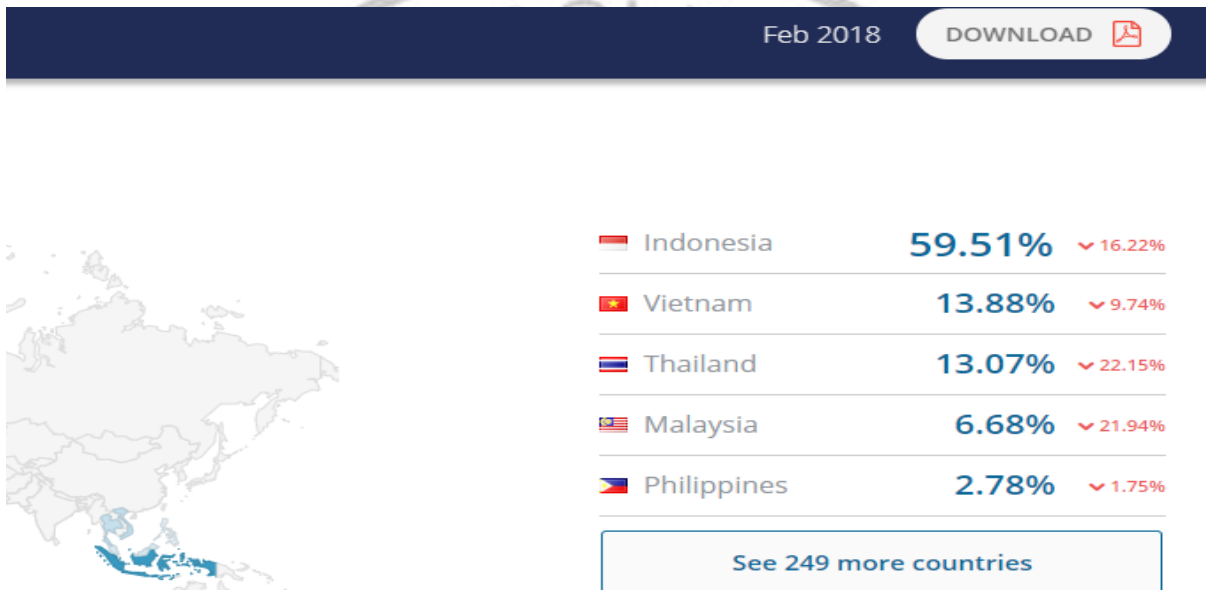 Feb 2018 DOWNLOAD
Indonesia 59.51% 16.22%
Vietnam 13.88% 9.74%
Thailand 13.07% 22.15%
Malaysia 6.68% 21.94%
Philippines 2.78% 1.75%
See 249 more countries